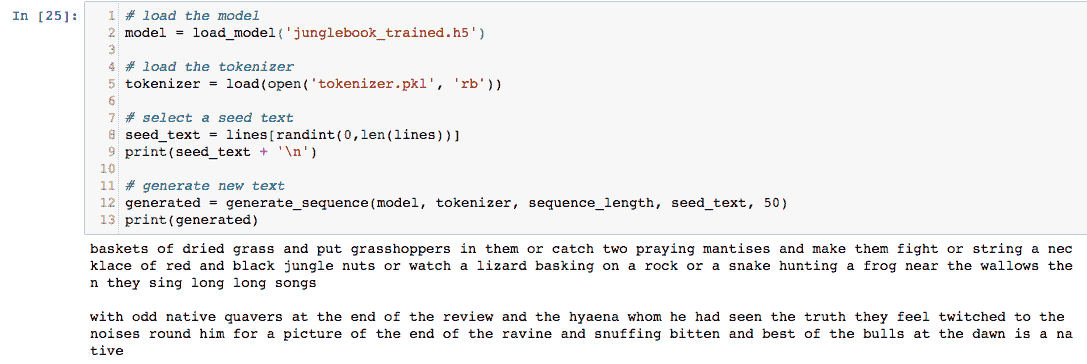 In [25]:
1 # load the model
2 model = load_model('junglebook_trained.h5')
3
4 # load the tokenizer
5 tokenizer = load(open('tokenizer.pkl', 'rb'))
6
7 # select a seed text
8 seed_text = lines[randint(0,len(lines))]
9 print(seed_text + '\n')
10
11 # generate new text
12 generated = generate_sequence(model, tokenizer, sequence_length, seed_text, 50)
13 print(generated)
baskets of dried grass and put grasshoppers in them or catch two praying mantises and make them fight or string a nec
klace of red and black jungle nuts or watch a lizard basking on a rock or a snake hunting a frog near the wallows the
n they sing long long songs
with odd native quavers at the end of the review and the hyaena whom he had seen the truth they feel twitched to the
noises round him for a picture of the end of the ravine and snuffing bitten and best of the bulls at the dawn is a na
tive